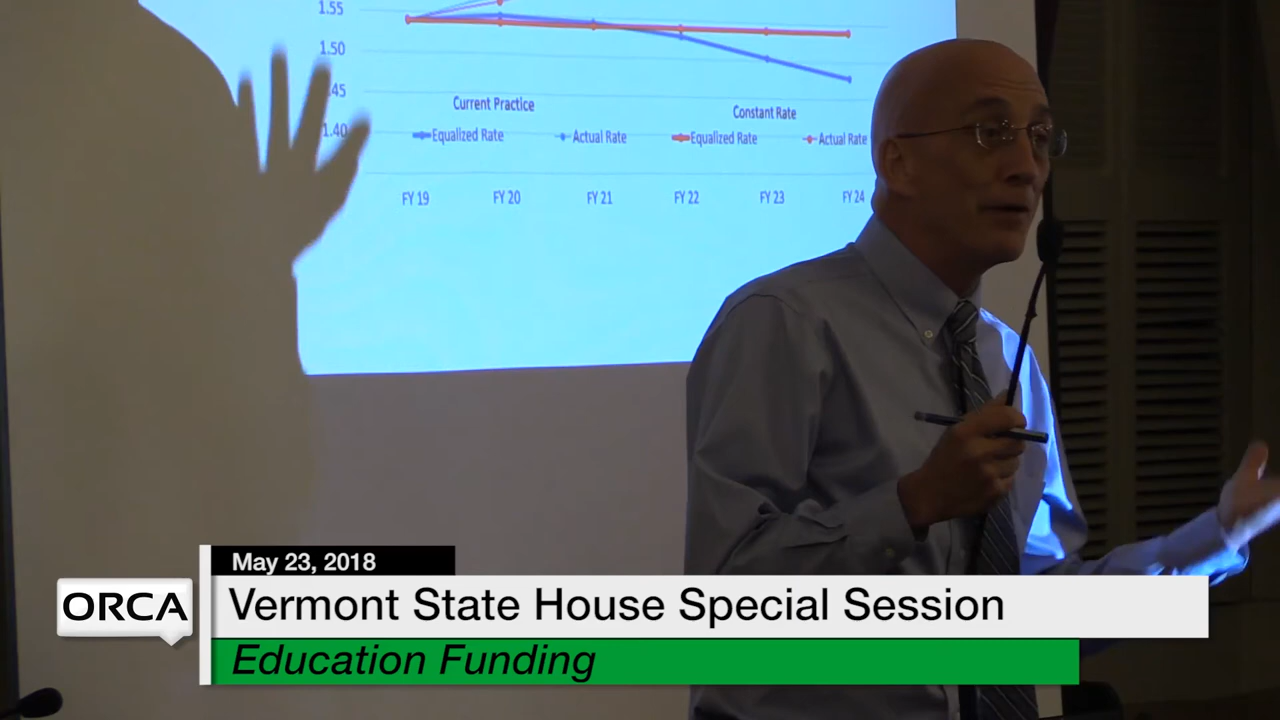 1.55
1.50
.45
1.40
Current Practice
Constant Rate
Equalized Rate
Actual Rate
Equalized Rate
Actual Rate
FY 19
FY 20
FY 21
FY 22
FY 23
FY 24
May 23, 2018
ORCA
Vermont State House Special Session
Education Funding